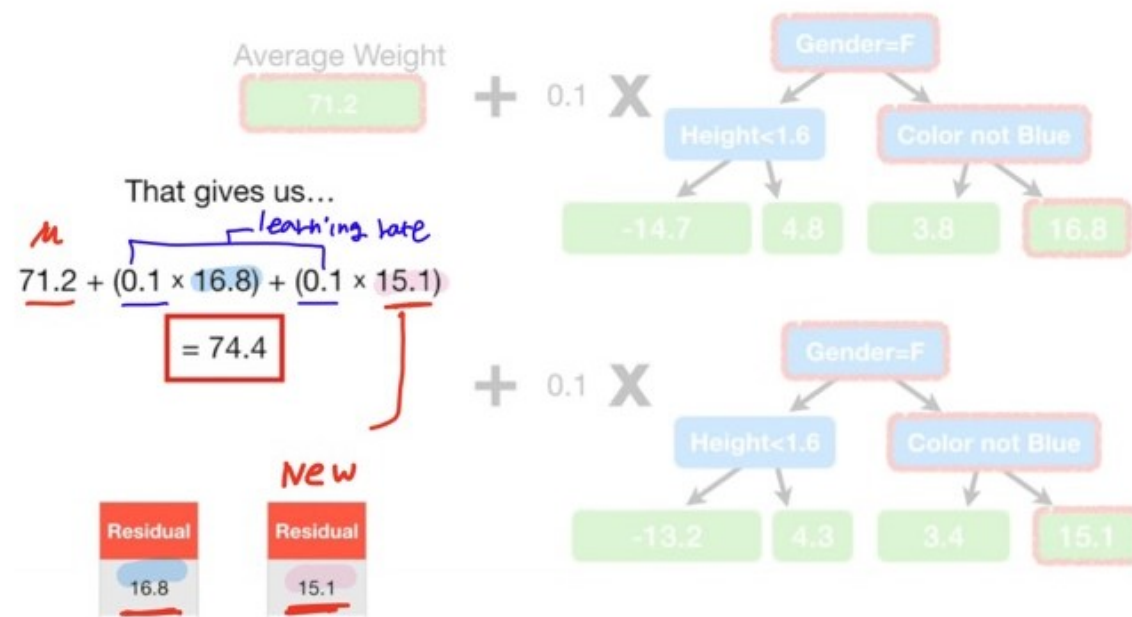 Average Weight
71.2
+ 0.1 X
Gender=F
Height<1.6
Color not Blue
-14.7
4.8
3.8
16.8
That gives us...
learning rate
μ
71.2 + (0.1 × 16.8) + (0.1 × 15.1)
= 74.4
+ 0.1 X
Gender=F
Height<1.6
Color not Blue
-13.2
4.3
3.4
15.1
New
Residual
16.8
Residual
15.1